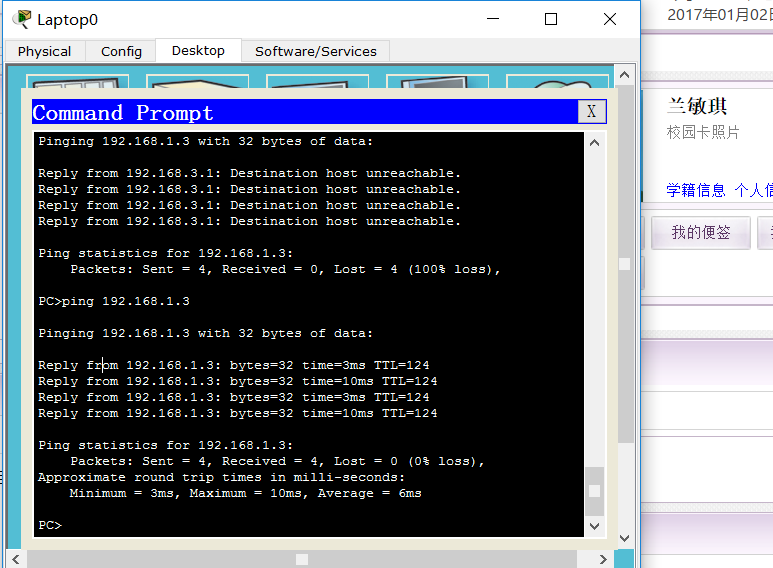 Laptop0
Physical Config Desktop Software/Services
Command Prompt X
Pinging 192.168.1.3 with 32 bytes of data:
Reply from 192.168.3.1: Destination host unreachable.
Reply from 192.168.3.1: Destination host unreachable.
Reply from 192.168.3.1: Destination host unreachable.
Reply from 192.168.3.1: Destination host unreachable.
Ping statistics for 192.168.1.3:
Packets: Sent = 4, Received = 0, Lost = 4 (100% loss),
PC>ping 192.168.1.3
Pinging 192.168.1.3 with 32 bytes of data:
Reply from 192.168.1.3: bytes=32 time=3ms TTL=124
Reply from 192.168.1.3: bytes=32 time=10ms TTL=124
Reply from 192.168.1.3: bytes=32 time=3ms TTL=124
Reply from 192.168.1.3: bytes=32 time=10ms TTL=124
Ping statistics for 192.168.1.3:
Packets: Sent = 4, Received = 4, Lost = 0 (0% loss),
Approximate round trip times in milli-seconds:
Minimum = 3ms, Maximum = 10ms, Average = 6ms
PC>
2017年01月02日
兰敏琪
校园卡照片
学籍信息 个人信
我的便签